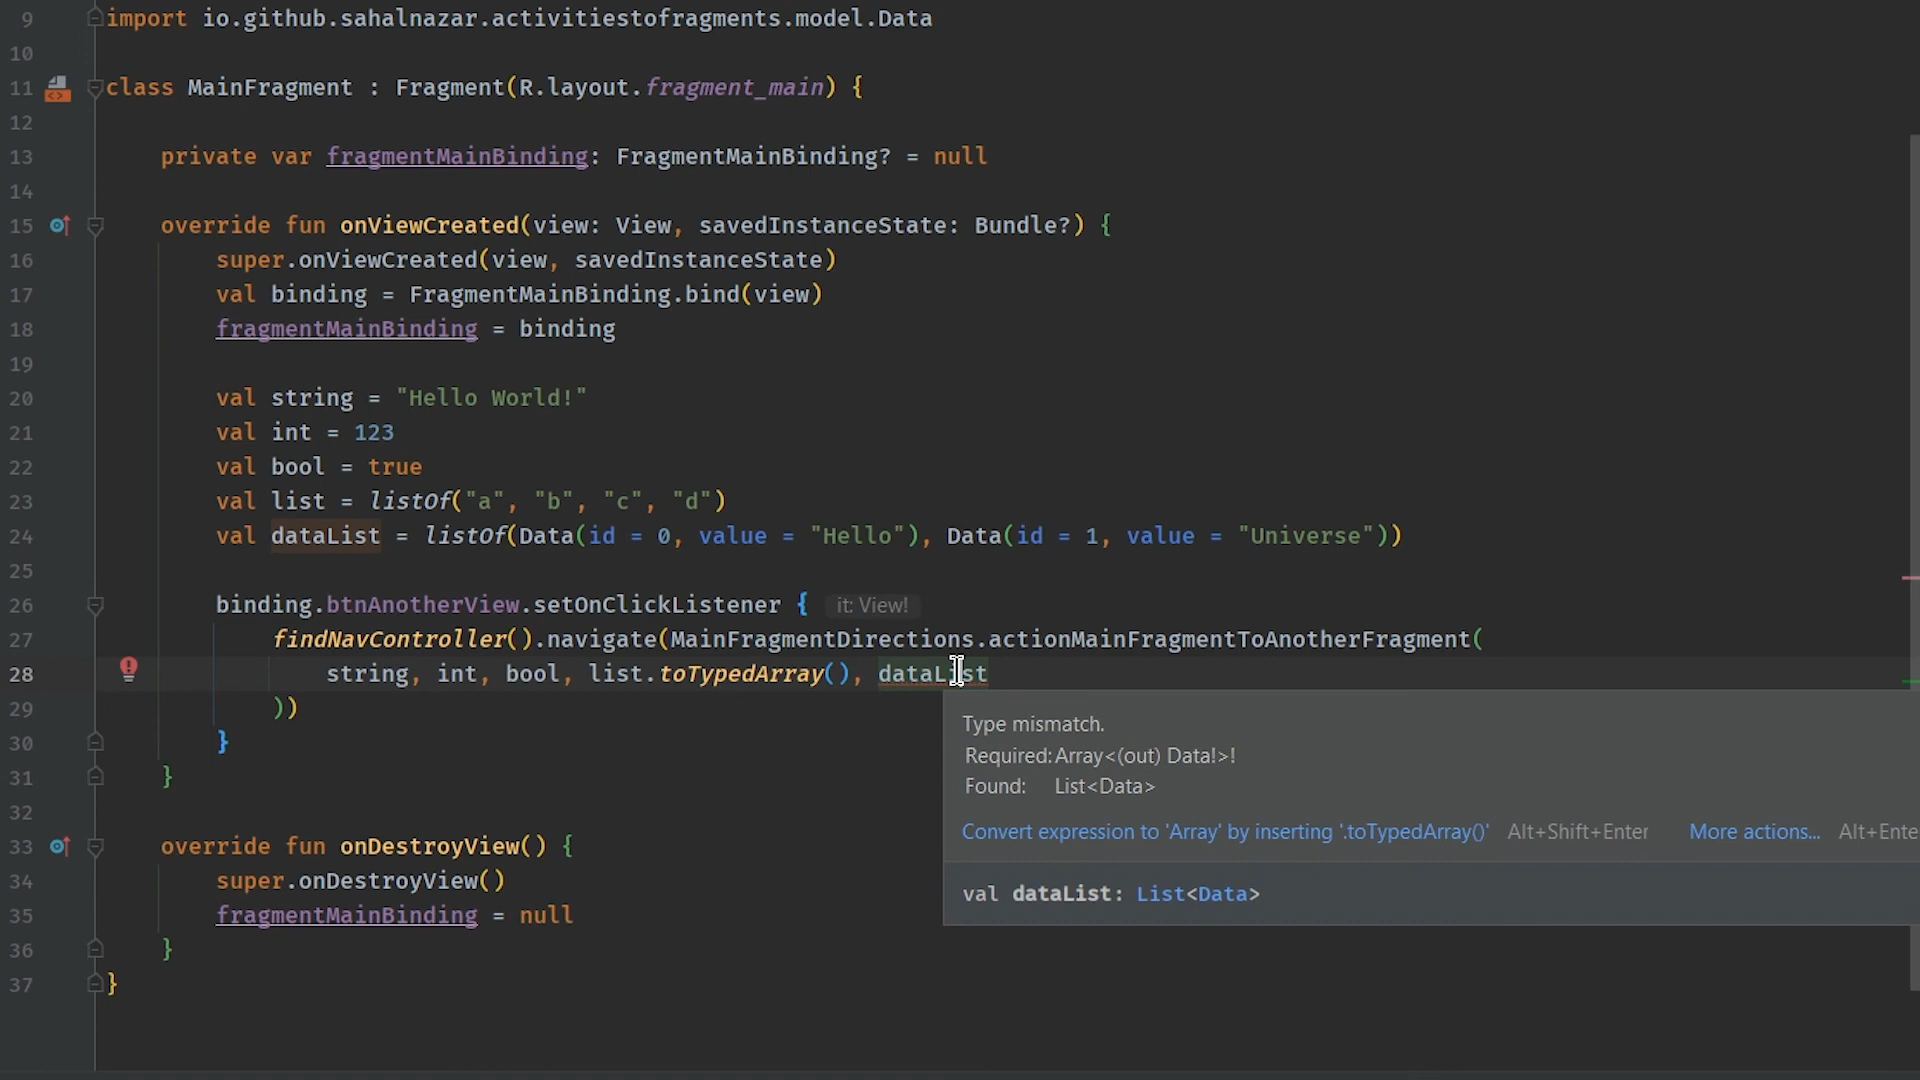 9 import io.github.sahalnazar.activitiestofragments.model.Data
10
11 class MainFragment : Fragment(R.layout.fragment_main) {
12
13 private var fragmentMainBinding: FragmentMainBinding? = null
14
15 override fun onViewCreated(view: View, savedInstanceState: Bundle?) {
16 super.onViewCreated(view, savedInstanceState)
17 val binding = FragmentMainBinding.bind(view)
18 fragmentMainBinding = binding
19
20 val string = "Hello World!"
21 val int = 123
22 val bool = true
23 val list = listOf("a", "b", "c", "d")
24 val dataList = listOf(Data(id = 0, value = "Hello"), Data(id = 1, value = "Universe"))
25
26 binding.btnAnotherView.setOnClickListener { it: View!
27 findNavController().navigate(MainFragmentDirections.actionMainFragmentToAnotherFragment(
28 string, int, bool, list.toTypedArray(), dataList
29 ))
30 }
31 }
32
33 override fun onDestroyView() {
34 super.onDestroyView()
35 fragmentMainBinding = null
36 }
37 }
Type mismatch.
Required: Array<(out) Data!>!
Found: List<Data>
Convert expression to 'Array' by inserting '.toTypedArray()' Alt+Shift+Enter More actions... Alt+Ente
val dataList: List<Data>